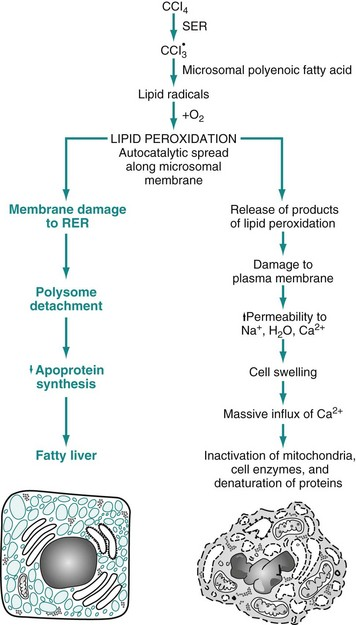 CCl₄
SER
CCl₃•
Microsomal polyenoic fatty acid
Lipid radicals
+O₂
LIPID PEROXIDATION
Autocatalytic spread
along microsomal
membrane
Membrane damage
to RER
Polysome
detachment
↓Apoprotein
synthesis
Fatty liver
Release of products
of lipid peroxidation
Damage to
plasma membrane
↑Permeability to
Na⁺, H₂O, Ca²⁺
Cell swelling
Massive influx of Ca²⁺
Inactivation of mitochondria,
cell enzymes, and
denaturation of proteins